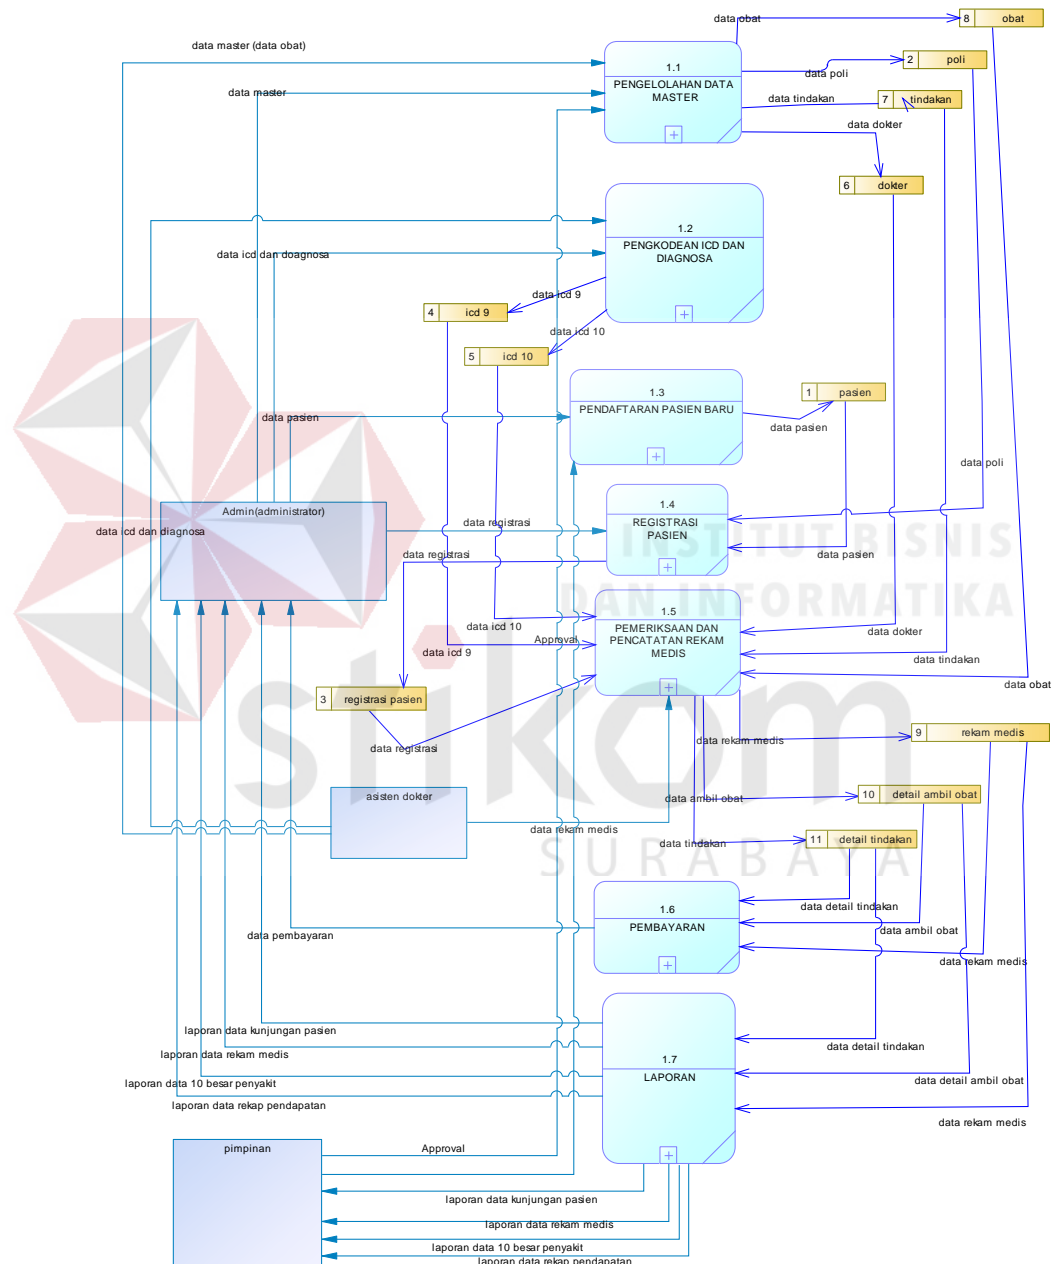 data obat
8 obat
data master (data obat)
1.1
PENGELOLAHAN DATA
MASTER
2 poli
data poli
data master
data tindakan
7 tindakan
data dokter
6 dokter
1.2
PENGKODEAN ICD DAN
DIAGNOSA
data icd dan doagnosa
data icd 9
4 icd 9
data icd 10
5 icd 10
1.3
PENDAFTARAN PASIEN BARU
1 pasien
data pasien
data pasien
data poli
1.4
REGISTRASI
PASIEN
Admin(administrator)
data icd dan diagnosa
data registrasi
data registrasi
data pasien
INSTITUT BISNIS
DAN INFORMATIKA
1.5
PEMERIKSAAN DAN
PENCATATAN REKAM
MEDIS
data icd 10
Approval
data icd 9
data dokter
data tindakan
data obat
3 registrasi pasien
data registrasi
stikom
SURABAYA
9 rekam medis
data rekam medis
asisten dokter
10 detail ambil obat
data ambil obat
data rekam medis
data tindakan
11 detail tindakan
1.6
PEMBAYARAN
data detail tindakan
data ambil obat
data pembayaran
data rekam medis
1.7
LAPORAN
laporan data kunjungan pasien
data detail tindakan
laporan data rekam medis
laporan data 10 besar penyakit
data detail ambil obat
laporan data rekap pendapatan
data rekam medis
pimpinan
Approval
laporan data kunjungan pasien
laporan data rekam medis
laporan data 10 besar penyakit
laporan data rekap pendapatan